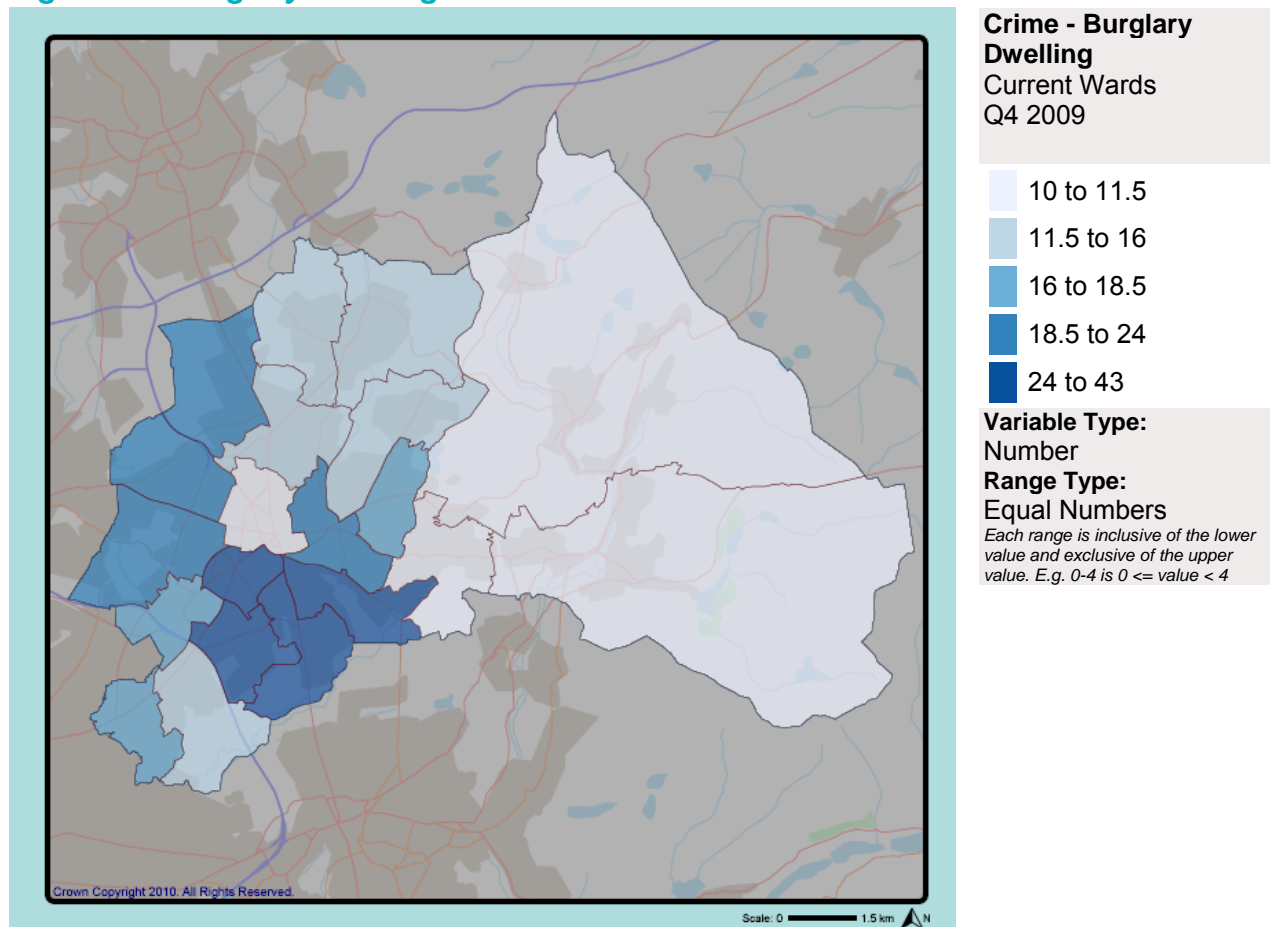 Crime - Burglary
Dwelling
Current Wards
Q4 2009
10 to 11.5
11.5 to 16
16 to 18.5
18.5 to 24
24 to 43
Variable Type:
Number
Range Type:
Equal Numbers
Each range is inclusive of the lower
value and exclusive of the upper
value. E.g. 0-4 is 0 <= value < 4
Crown Copyright 2010. All Rights Reserved.
Scale: 0 1.5 km N